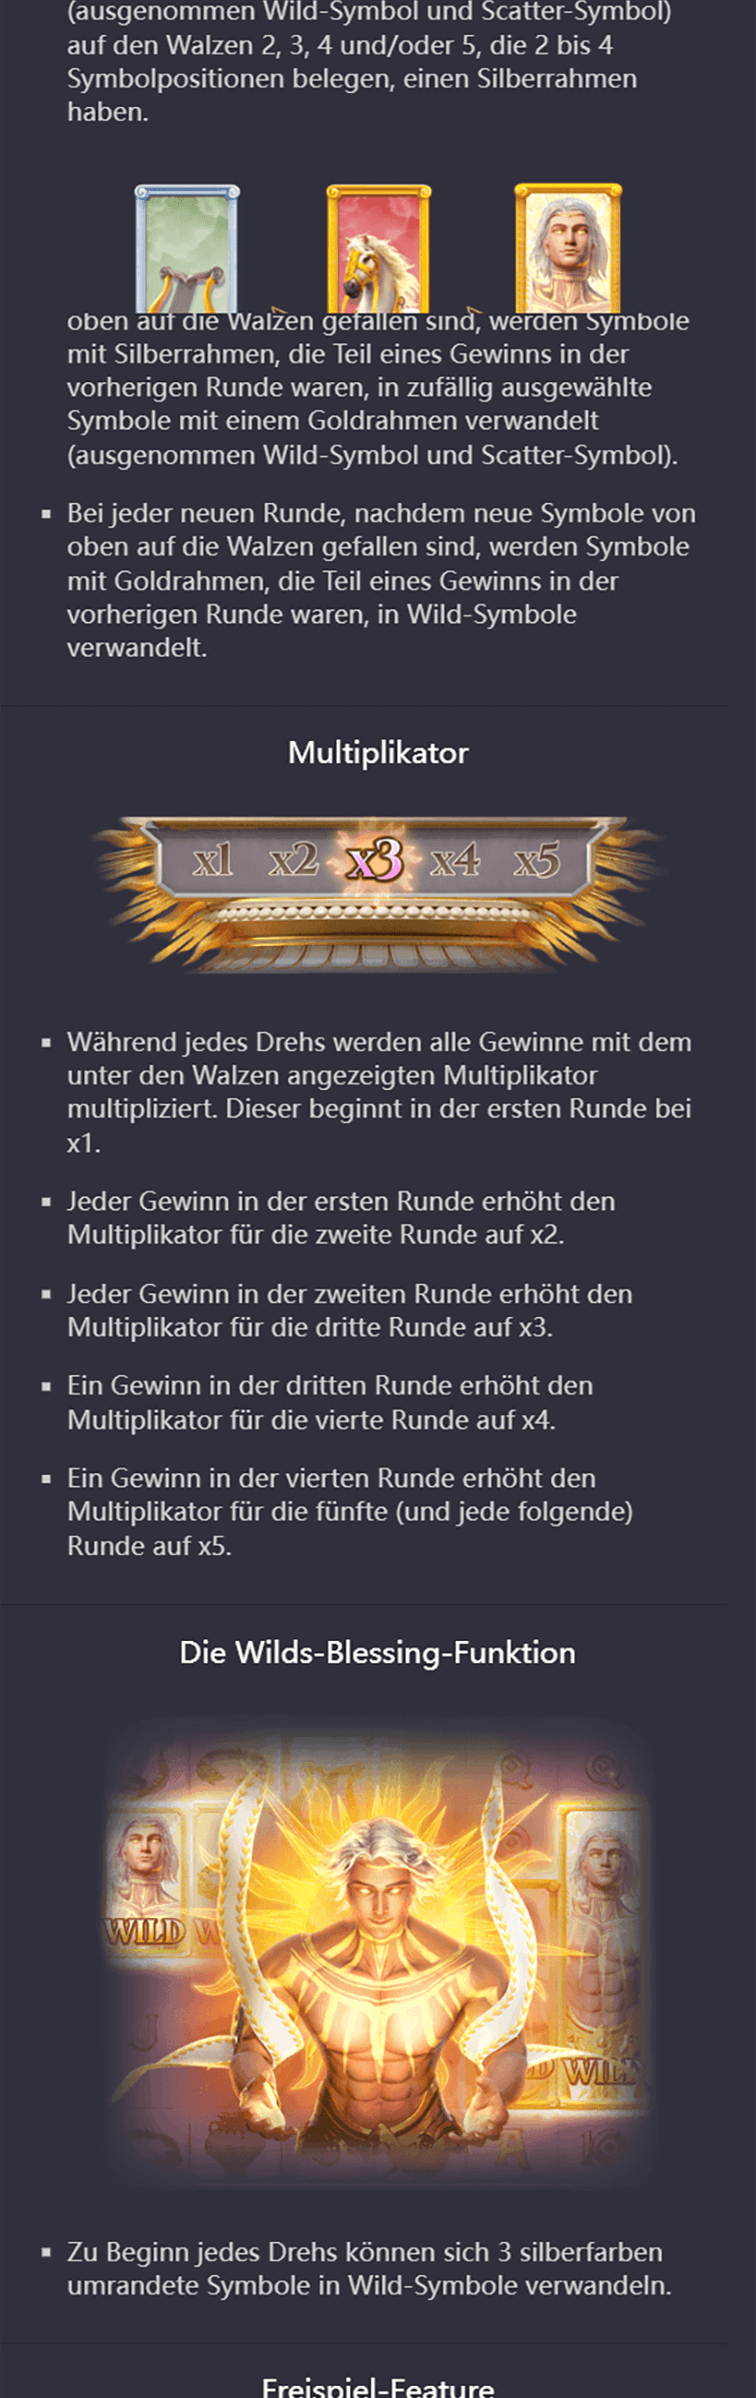 (ausgenommen Wild-Symbol und Scatter-Symbol)
auf den Walzen 2, 3, 4 und/oder 5, die 2 bis 4
Symbolpositionen belegen, einen Silberrahmen
haben.
oben auf die Walzen gefallen sind, werden Symbole
mit Silberrahmen, die Teil eines Gewinns in der
vorherigen Runde waren, in zufällig ausgewählte
Symbole mit einem Goldrahmen verwandelt
(ausgenommen Wild-Symbol und Scatter-Symbol).
▪ Bei jeder neuen Runde, nachdem neue Symbole von
oben auf die Walzen gefallen sind, werden Symbole
mit Goldrahmen, die Teil eines Gewinns in der
vorherigen Runde waren, in Wild-Symbole
verwandelt.
Multiplikator
x1 x2 x3 x4 x5
▪ Während jedes Drehs werden alle Gewinne mit dem
unter den Walzen angezeigten Multiplikator
multipliziert. Dieser beginnt in der ersten Runde bei
x1.
▪ Jeder Gewinn in der ersten Runde erhöht den
Multiplikator für die zweite Runde auf x2.
▪ Jeder Gewinn in der zweiten Runde erhöht den
Multiplikator für die dritte Runde auf x3.
▪ Ein Gewinn in der dritten Runde erhöht den
Multiplikator für die vierte Runde auf x4.
▪ Ein Gewinn in der vierten Runde erhöht den
Multiplikator für die fünfte (und jede folgende)
Runde auf x5.
Die Wilds-Blessing-Funktion
Q
WILD W
J
D WILD
A 10
▪ Zu Beginn jedes Drehs können sich 3 silberfarben
umrandete Symbole in Wild-Symbole verwandeln.
Freispiel-Feature